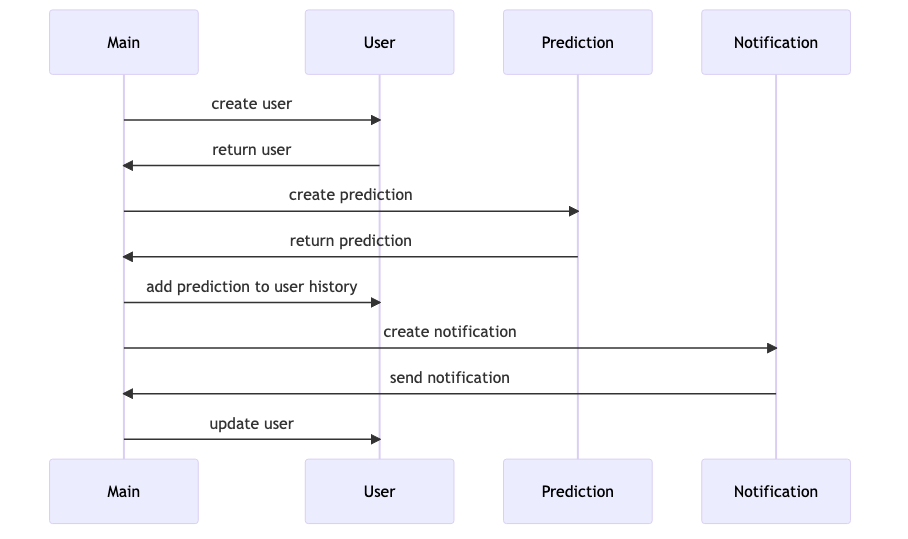 Main
User
Prediction
Notification
create user
return user
create prediction
return prediction
add prediction to user history
create notification
send notification
update user
Main
User
Prediction
Notification